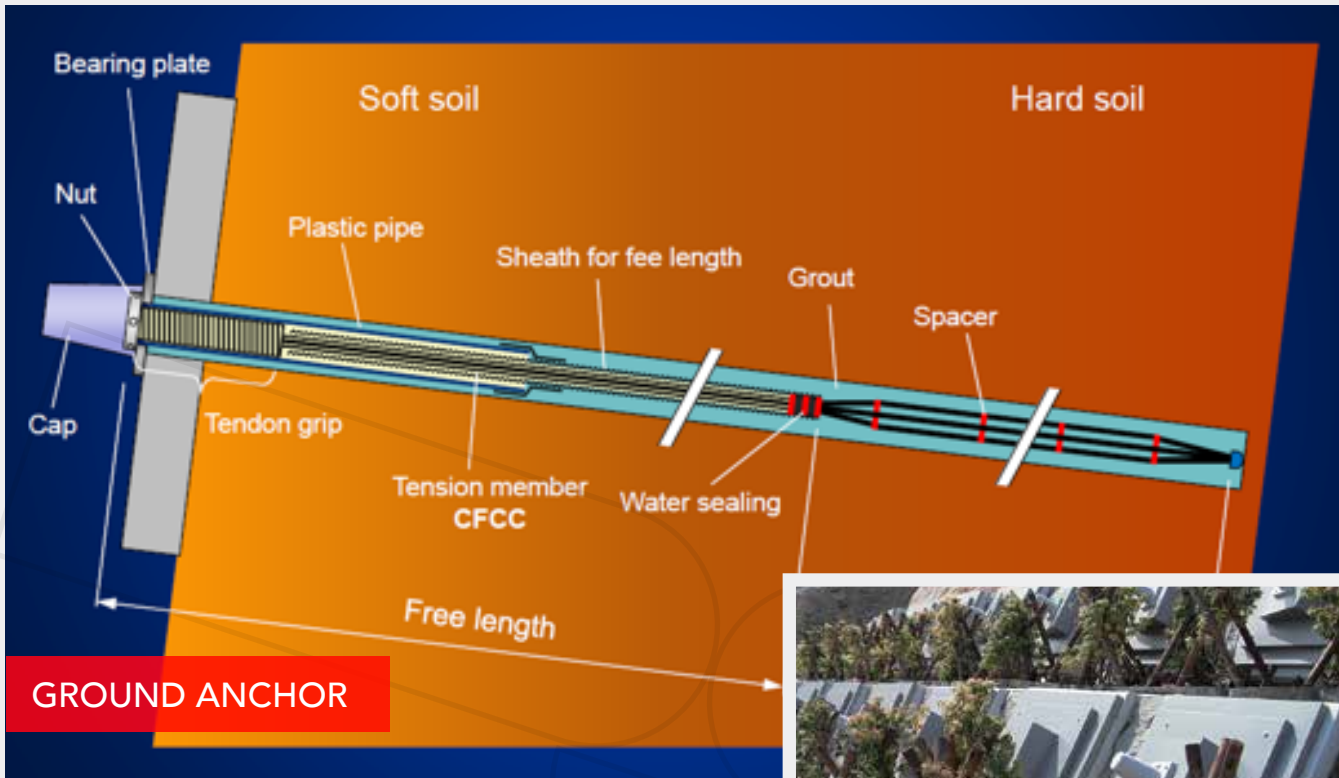 Bearing plate
Soft soil
Hard soil
Nut
Plastic pipe
Sheath for fee length
Grout
Spacer
Cap
Tendon grip
Tension member
CFCC
Water sealing
Free length
GROUND ANCHOR